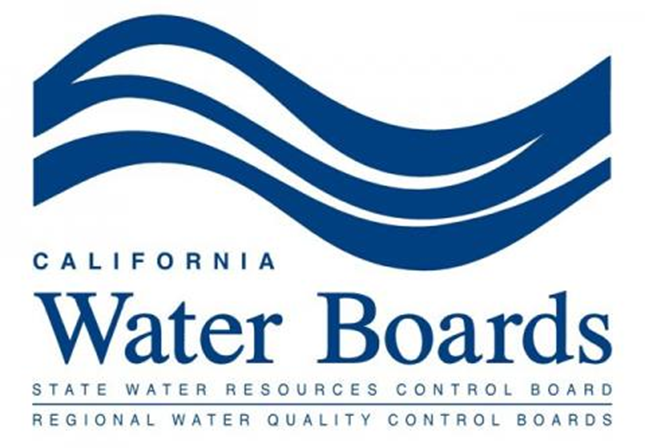 CALIFORNIA
Water Boards
STATE WATER RESOURCES CONTROL BOARD
REGIONAL WATER QUALITY CONTROL BOARDS